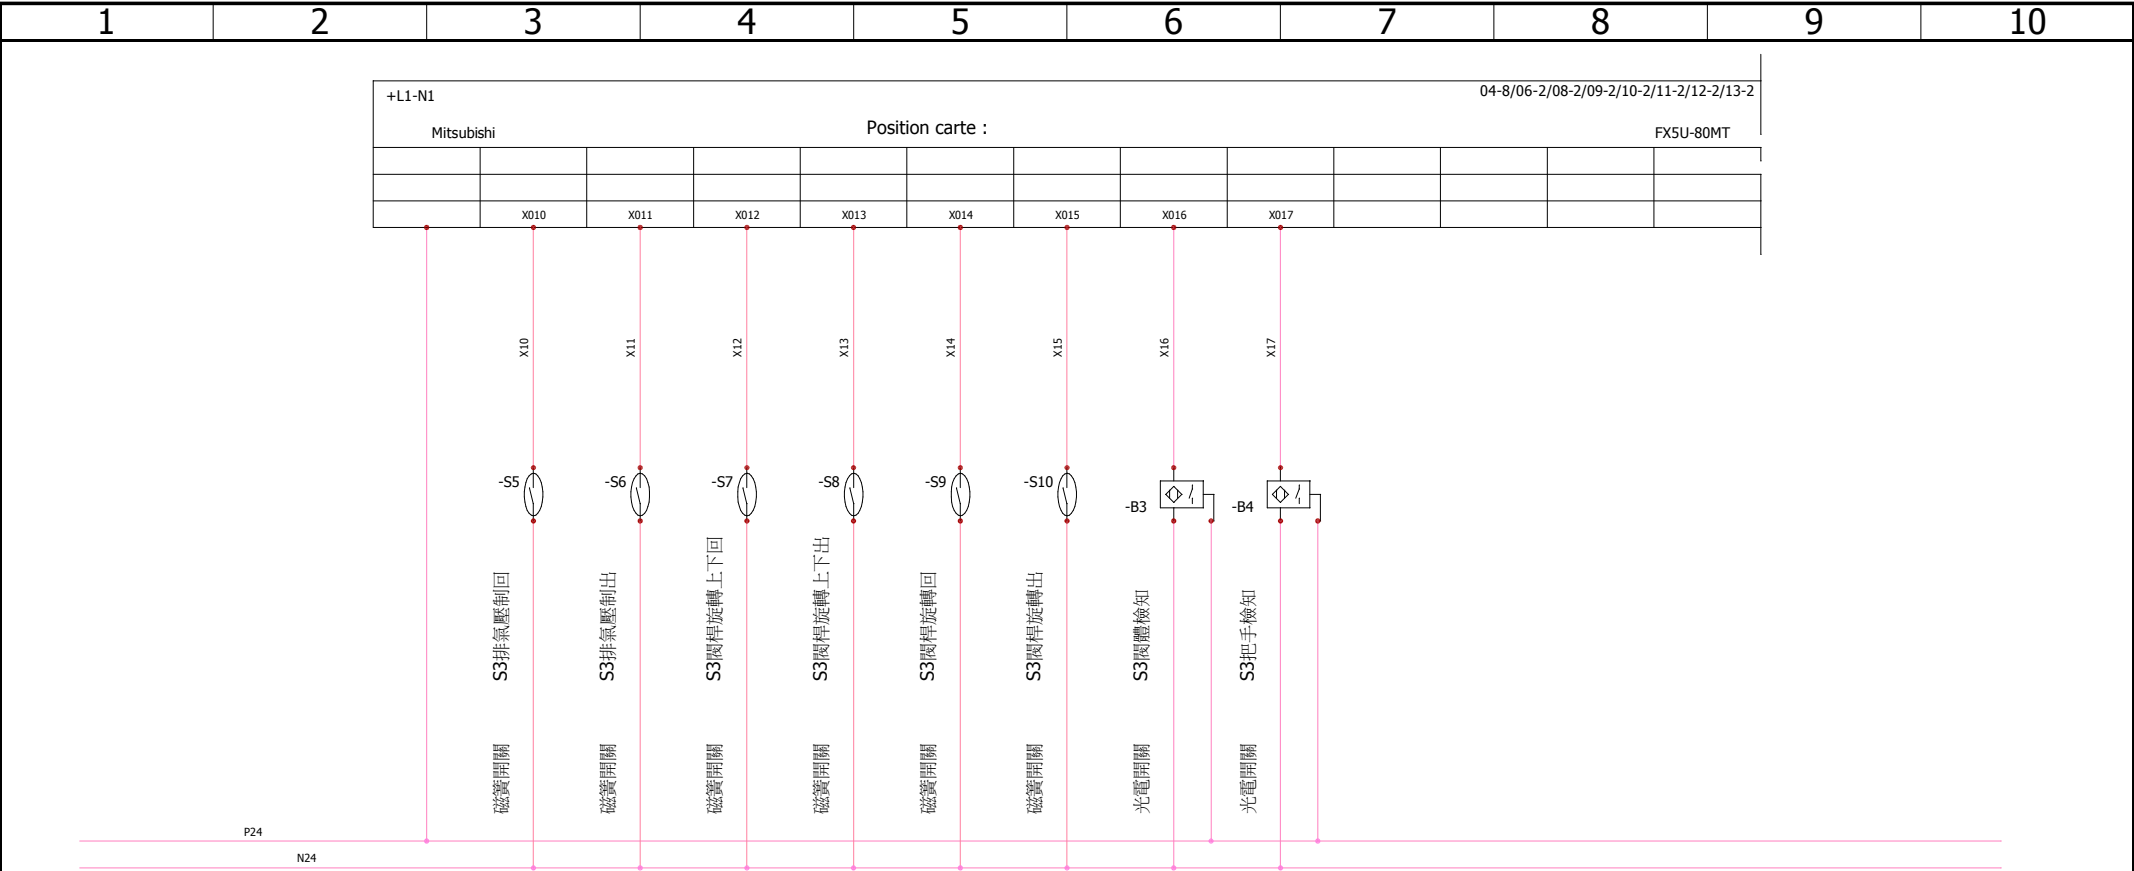 1 2 3 4 5 6 7 8 9 10
+L1-N1 04-8/06-2/08-2/09-2/10-2/11-2/12-2/13-2
Mitsubishi Position carte : FX5U-80MT
X010 X011 X012 X013 X014 X015 X016 X017
X10 X11 X12 X13 X14 X15 X16 X17
-S5 -S6 -S7 -S8 -S9 -S10 -B3 -B4
S3排氣壓制回
S3排氣壓制出
S3閥桿旋轉上下回
S3閥桿旋轉上下出
S3閥桿旋轉回
S3閥桿旋轉出
S3閥體檢知
S3把手檢知
磁簧開關
磁簧開關
磁簧開關
磁簧開關
磁簧開關
磁簧開關
光電開關
光電開關
P24
N24